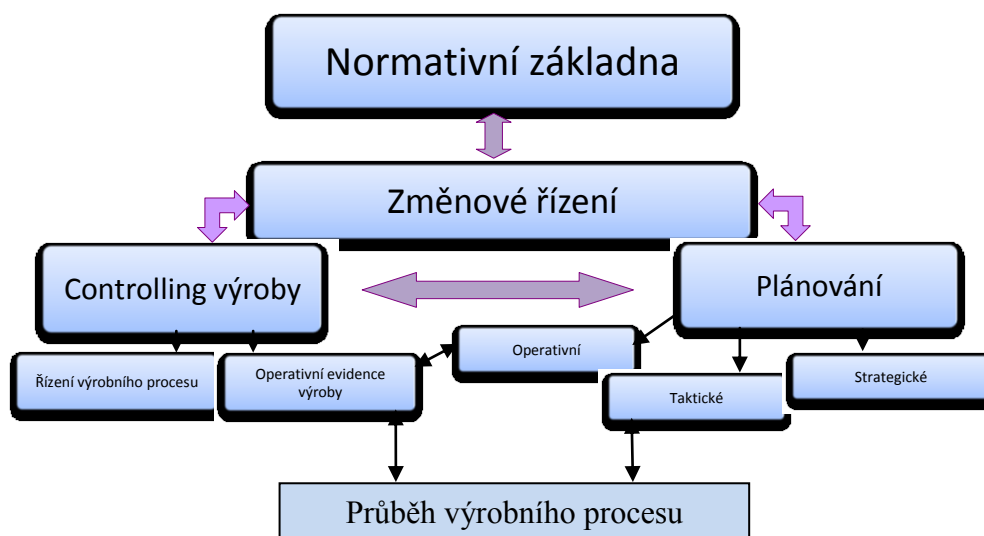 Normativní základna
Změnové řízení
Controlling výroby
Plánování
Řízení výrobního procesu
Operativní evidence
výroby
Operativní
Taktické
Strategické
Průběh výrobního procesu